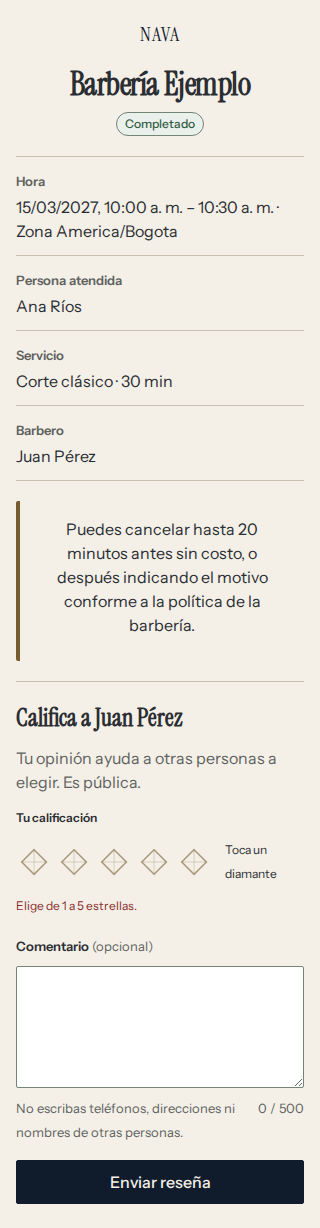 NAVA
Barbería Ejemplo
Completado
Hora
15/03/2027, 10:00 a. m. – 10:30 a. m. ·
Zona America/Bogota
Persona atendida
Ana Ríos
Servicio
Corte clásico · 30 min
Barbero
Juan Pérez
Puedes cancelar hasta 20
minutos antes sin costo, o
después indicando el motivo
conforme a la política de la
barbería.
Califica a Juan Pérez
Tu opinión ayuda a otras personas a
elegir. Es pública.
Tu calificación
Toca un
diamante
Elige de 1 a 5 estrellas.
Comentario (opcional)
No escribas teléfonos, direcciones ni
nombres de otras personas.
0 / 500
Enviar reseña